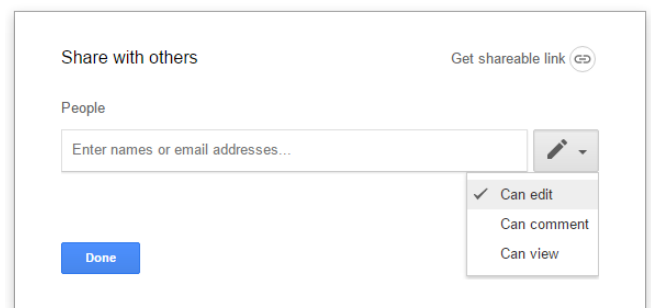 Share with others
Get shareable link
People
Enter names or email addresses...
Can edit
Can comment
Can view
Done